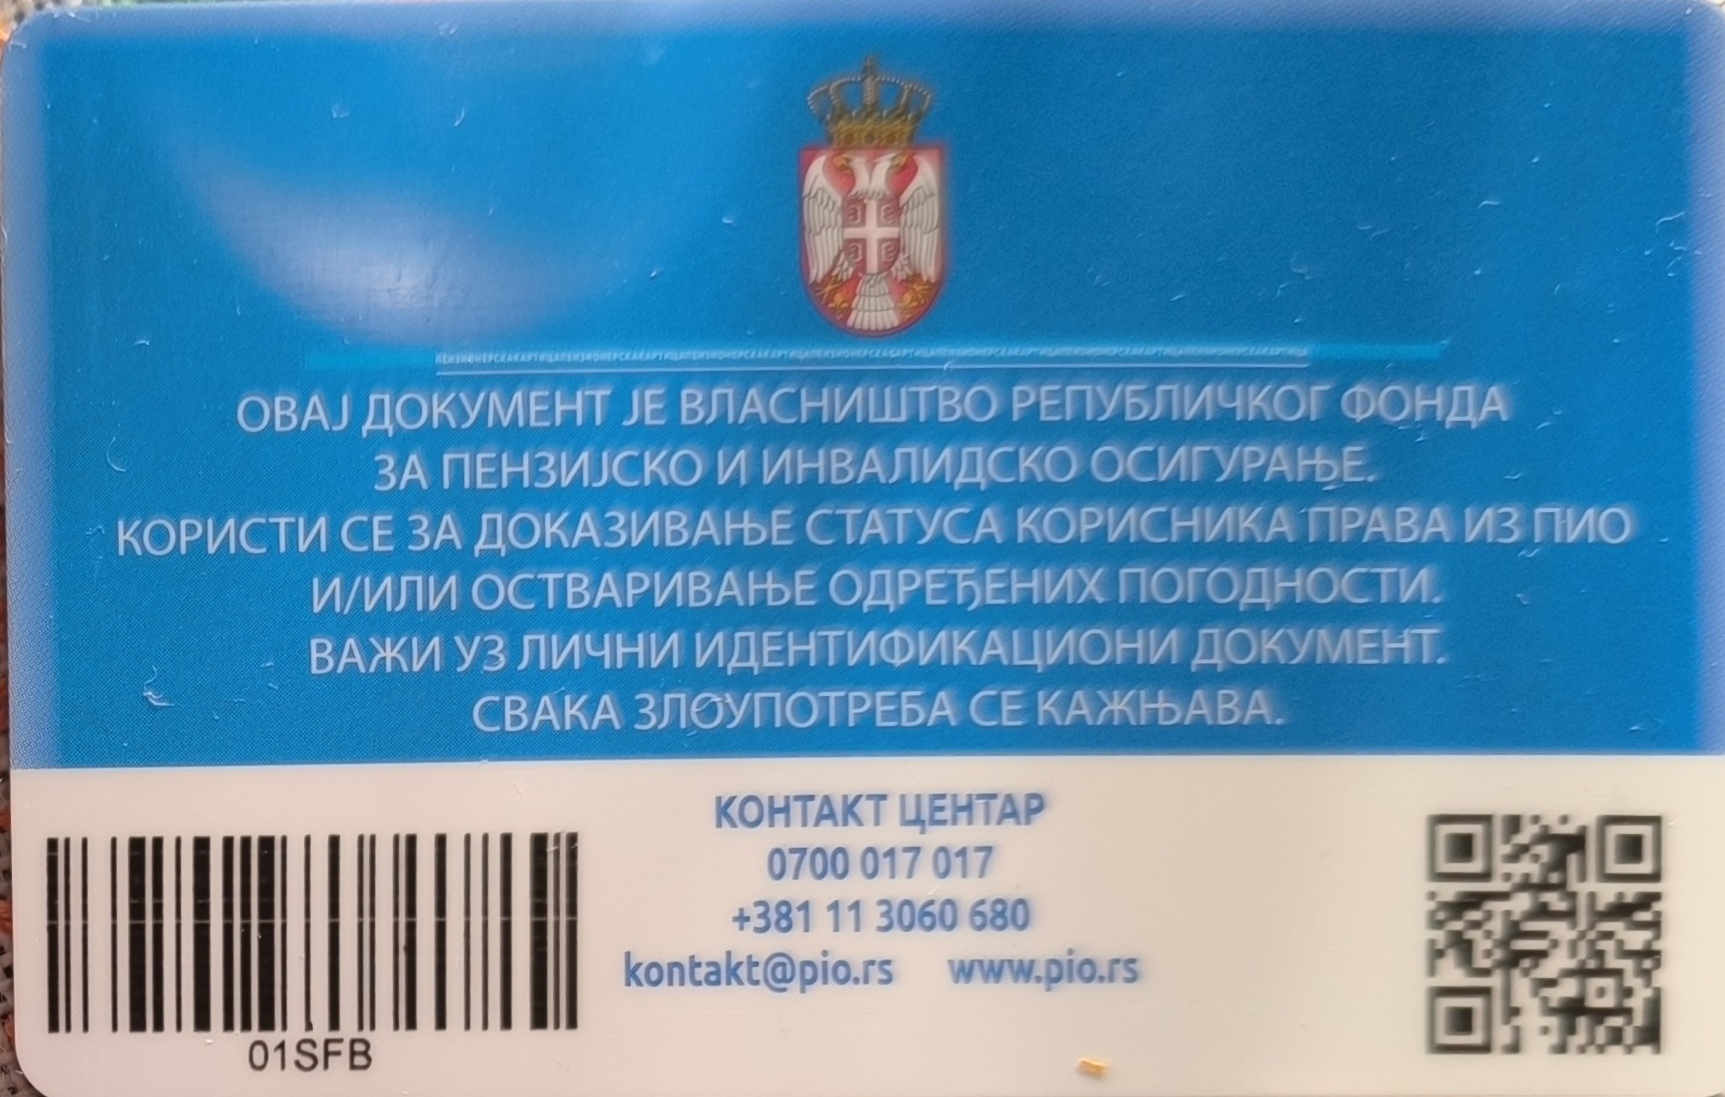 ПЕНЗИОНЕРСКАКАРТИЦАПЕНЗИОНЕРСКАКАРТИЦАПЕНЗИОНЕРСКАКАРТИЦАПЕНЗИОНЕРСКАКАРТИЦАПЕНЗИОНЕРСКАКАРТИЦАПЕНЗИОНЕРСКАКАРТИЦАПЕНЗИОНЕРСКАКАРТИЦА
ОВАЈ ДОКУМЕНТ ЈЕ ВЛАСНИШТВО РЕПУБЛИЧКОГ ФОНДА
ЗА ПЕНЗИЈСКО И ИНВАЛИДСКО ОСИГУРАЊЕ.
КОРИСТИ СЕ ЗА ДОКАЗИВАЊЕ СТАТУСА КОРИСНИКА ПРАВА ИЗ ПИО
И/ИЛИ ОСТВАРИВАЊЕ ОДРЕЂЕНИХ ПОГОДНОСТИ.
ВАЖИ УЗ ЛИЧНИ ИДЕНТИФИКАЦИОНИ ДОКУМЕНТ.
СВАКА ЗЛОУПОТРЕБА СЕ КАЖЊАВА.
КОНТАКТ ЦЕНТАР
0700 017 017
+381 11 3060 680
kontakt@pio.rs www.pio.rs
01SFB